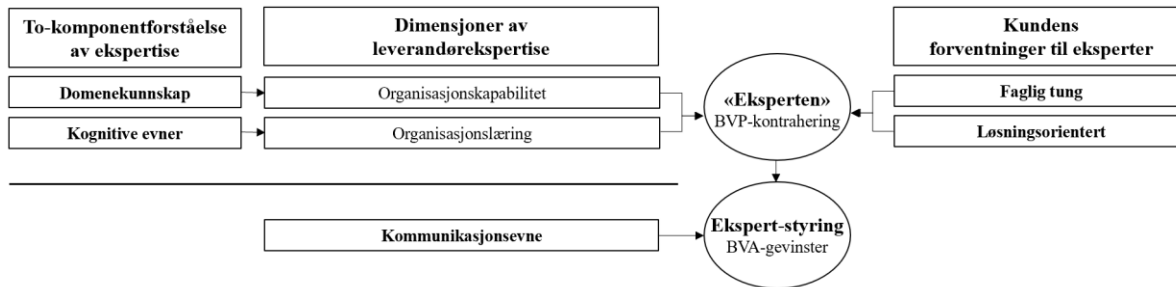 To-komponentforståelse
av ekspertise
Dimensjoner av
leverandørekspertise
Kundens
forventninger til eksperter
Domenekunnskap
Organisasjonskapabilitet
«Eksperten»
BVP-kontrahering
Faglig tung
Kognitive evner
Organisasjonslæring
Løsningsorientert
Kommunikasjonsevne
Ekspert-styring
BVA-gevinster